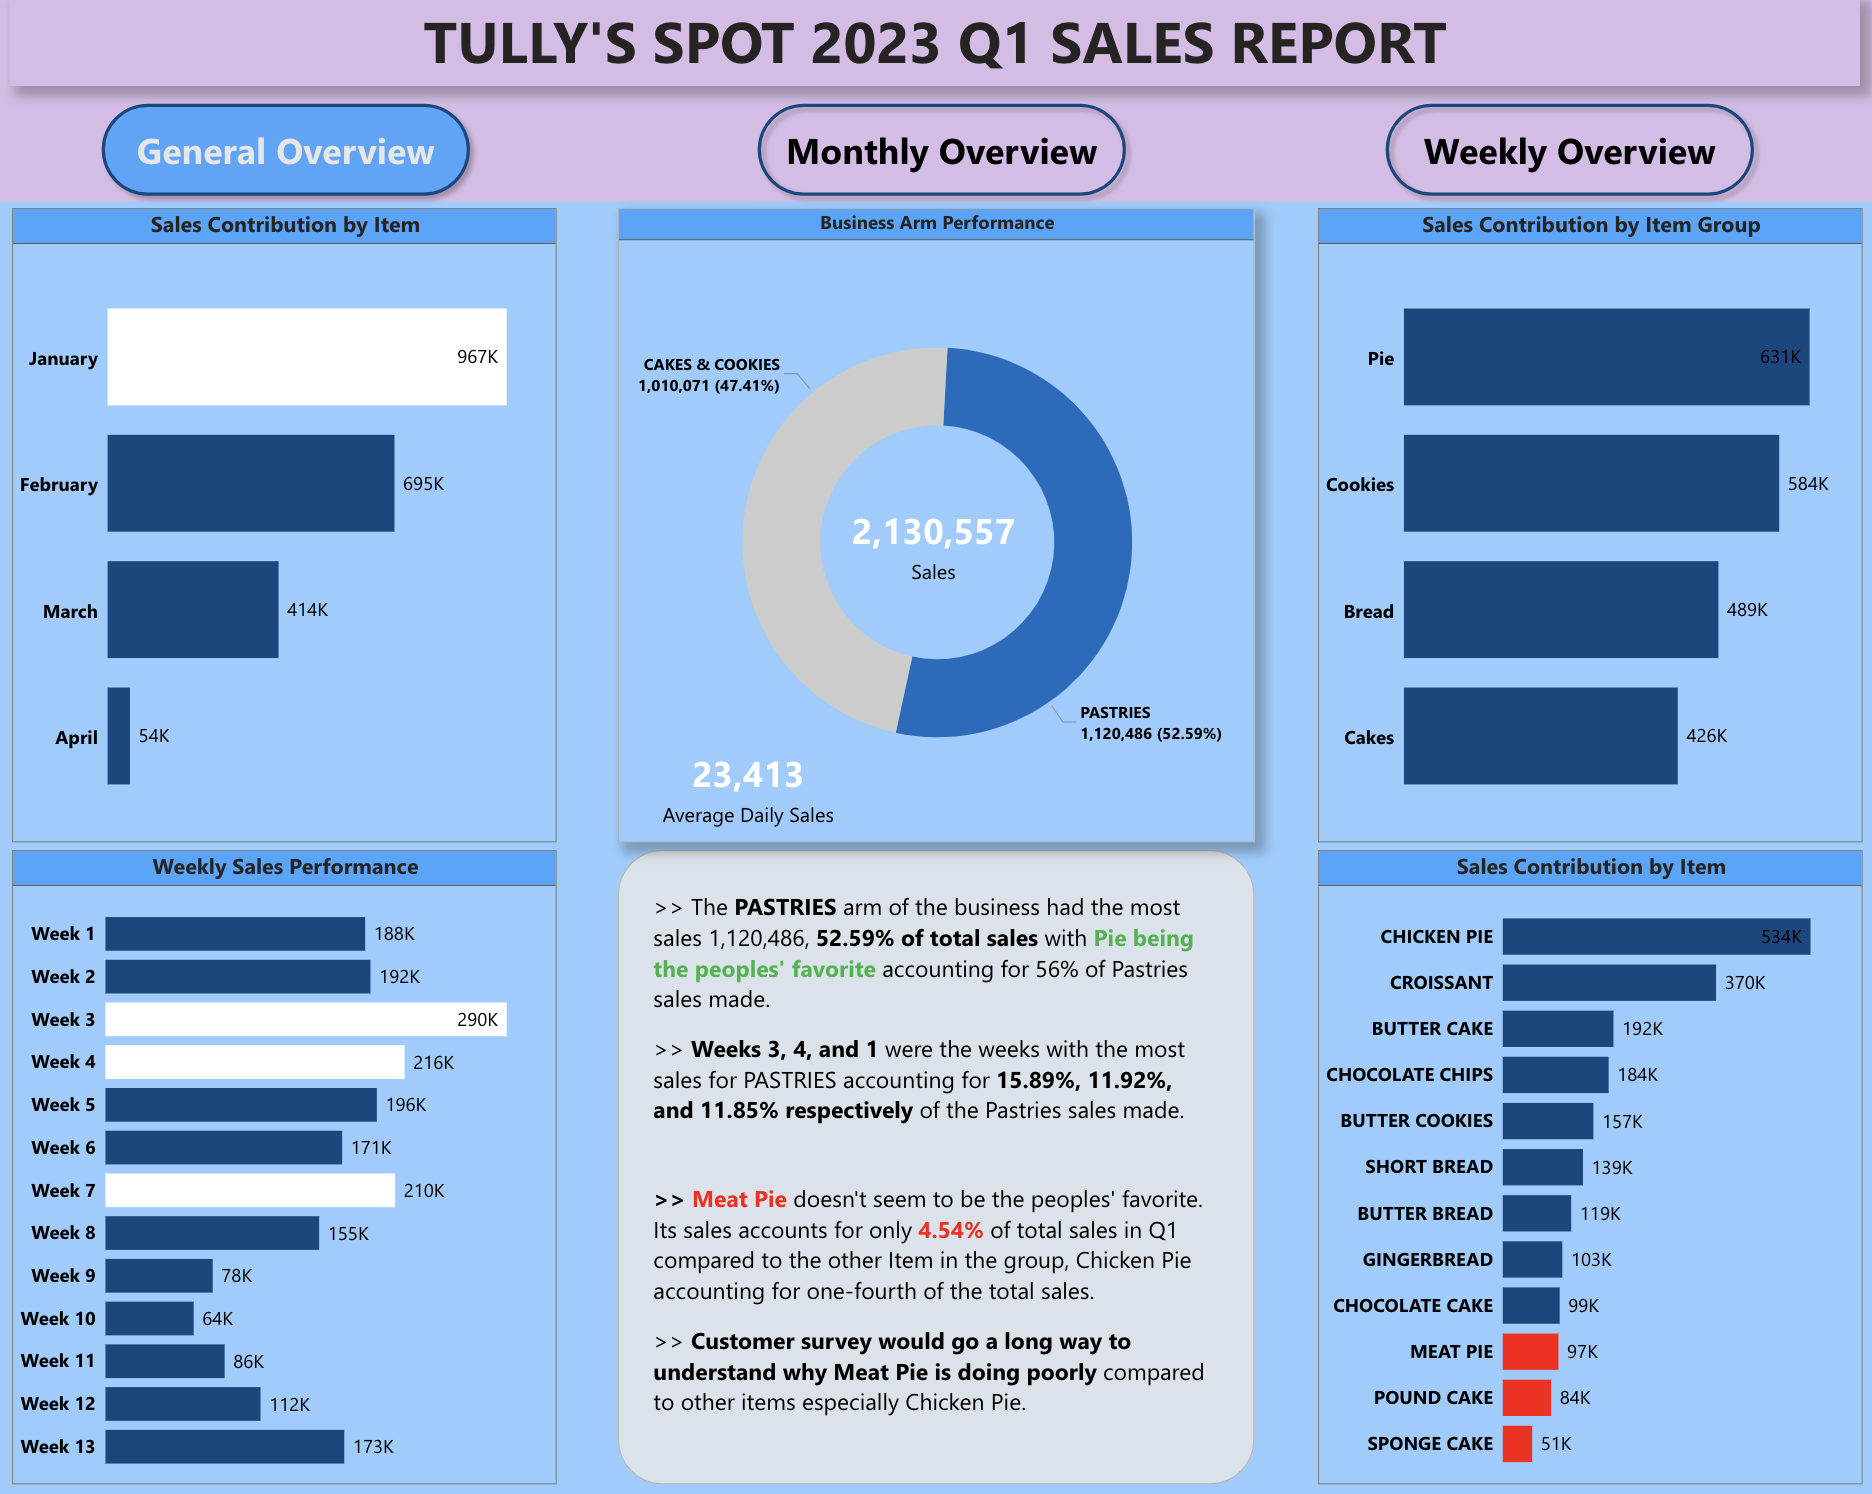 TULLY'S SPOT 2023 Q1 SALES REPORT
General Overview
Monthly Overview
Weekly Overview
Sales Contribution by Item
January 967K
February 695K
March 414K
April 54K
Business Arm Performance
CAKES & COOKIES
1,010,071 (47.41%)
2,130,557
Sales
PASTRIES
1,120,486 (52.59%)
23,413
Average Daily Sales
Sales Contribution by Item Group
Pie 631K
Cookies 584K
Bread 489K
Cakes 426K
Weekly Sales Performance
Week 1 188K
Week 2 192K
Week 3 290K
Week 4 216K
Week 5 196K
Week 6 171K
Week 7 210K
Week 8 155K
Week 9 78K
Week 10 64K
Week 11 86K
Week 12 112K
Week 13 173K
>> The PASTRIES arm of the business had the most
sales 1,120,486, 52.59% of total sales with Pie being
the peoples' favorite accounting for 56% of Pastries
sales made.
>> Weeks 3, 4, and 1 were the weeks with the most
sales for PASTRIES accounting for 15.89%, 11.92%,
and 11.85% respectively of the Pastries sales made.
>> Meat Pie doesn't seem to be the peoples' favorite.
Its sales accounts for only 4.54% of total sales in Q1
compared to the other Item in the group, Chicken Pie
accounting for one-fourth of the total sales.
>> Customer survey would go a long way to
understand why Meat Pie is doing poorly compared
to other items especially Chicken Pie.
Sales Contribution by Item
CHICKEN PIE 534K
CROISSANT 370K
BUTTER CAKE 192K
CHOCOLATE CHIPS 184K
BUTTER COOKIES 157K
SHORT BREAD 139K
BUTTER BREAD 119K
GINGERBREAD 103K
CHOCOLATE CAKE 99K
MEAT PIE 97K
POUND CAKE 84K
SPONGE CAKE 51K